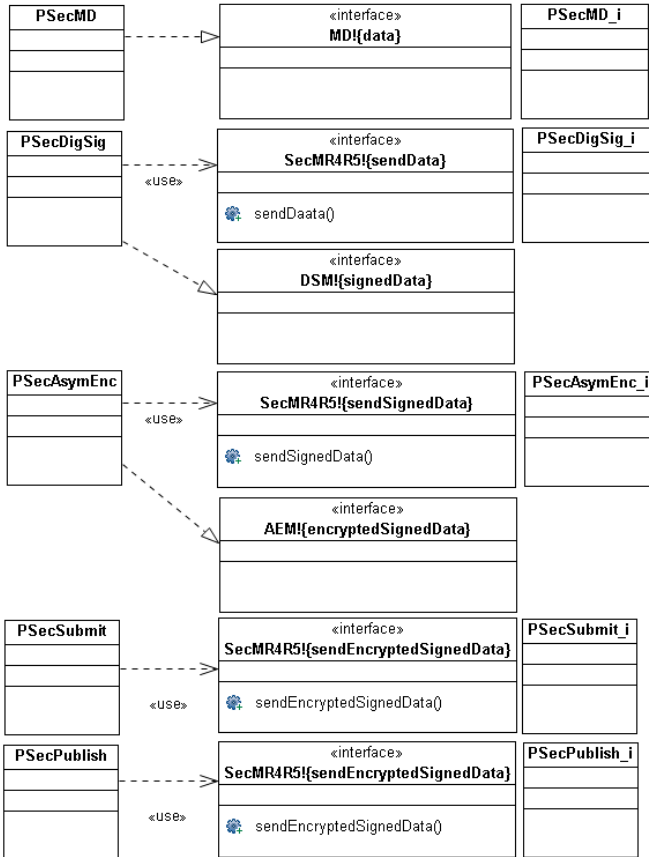 PSecMD
«interface»
MD!{data}
PSecMD_i
PSecDigSig
«use»
«interface»
SecMR4R5!{sendData}
sendDaata()
PSecDigSig_i
«interface»
DSM!{signedData}
PSecAsymEnc
«use»
«interface»
SecMR4R5!{sendSignedData}
sendSignedData()
PSecAsymEnc_i
«interface»
AEM!{encryptedSignedData}
PSecSubmit
«use»
«interface»
SecMR4R5!{sendEncryptedSignedData}
sendEncryptedSignedData()
PSecSubmit_i
PSecPublish
«use»
«interface»
SecMR4R5!{sendEncryptedSignedData}
sendEncryptedSignedData()
PSecPublish_i